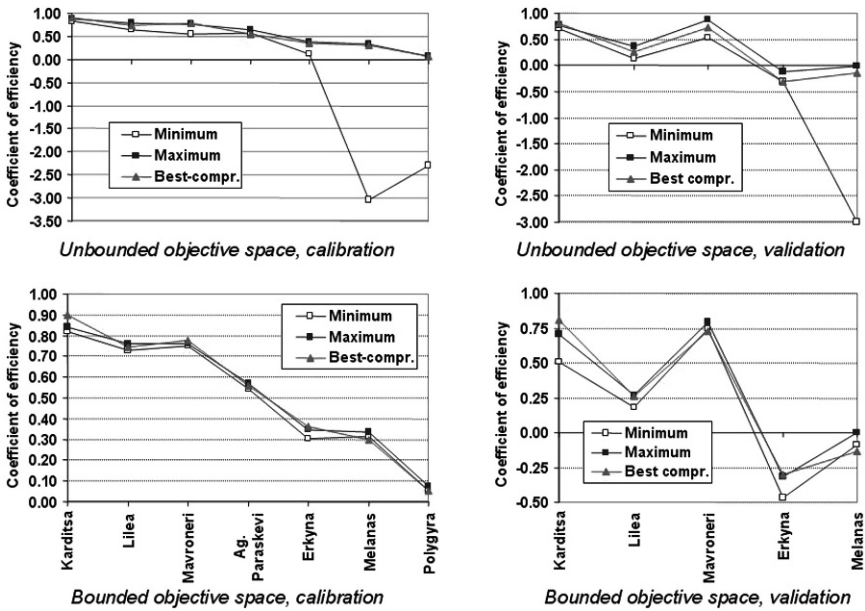 Coefficient of efficiency
1.00
0.50
0.00
-0.50
-1.00
-1.50
-2.00
-2.50
-3.00
-3.50
Minimum
Maximum
Best-compr.
Unbounded objective space, calibration
Coefficient of efficiency
1.00
0.50
0.00
-0.50
-1.00
-1.50
-2.00
-2.50
-3.00
Minimum
Maximum
Best compr.
Unbounded objective space, validation
Coefficient of efficiency
1.00
0.90
0.80
0.70
0.60
0.50
0.40
0.30
0.20
0.10
0.00
Minimum
Maximum
Best-compr.
Karditsa
Lilea
Mavroneri
Ag.
Paraskevi
Erkyna
Melanas
Polygyra
Bounded objective space, calibration
Coefficient of efficiency
1.00
0.75
0.50
0.25
0.00
-0.25
-0.50
Minimum
Maximum
Best compr.
Karditsa
Lilea
Mavroneri
Erkyna
Melanas
Bounded objective space, validation